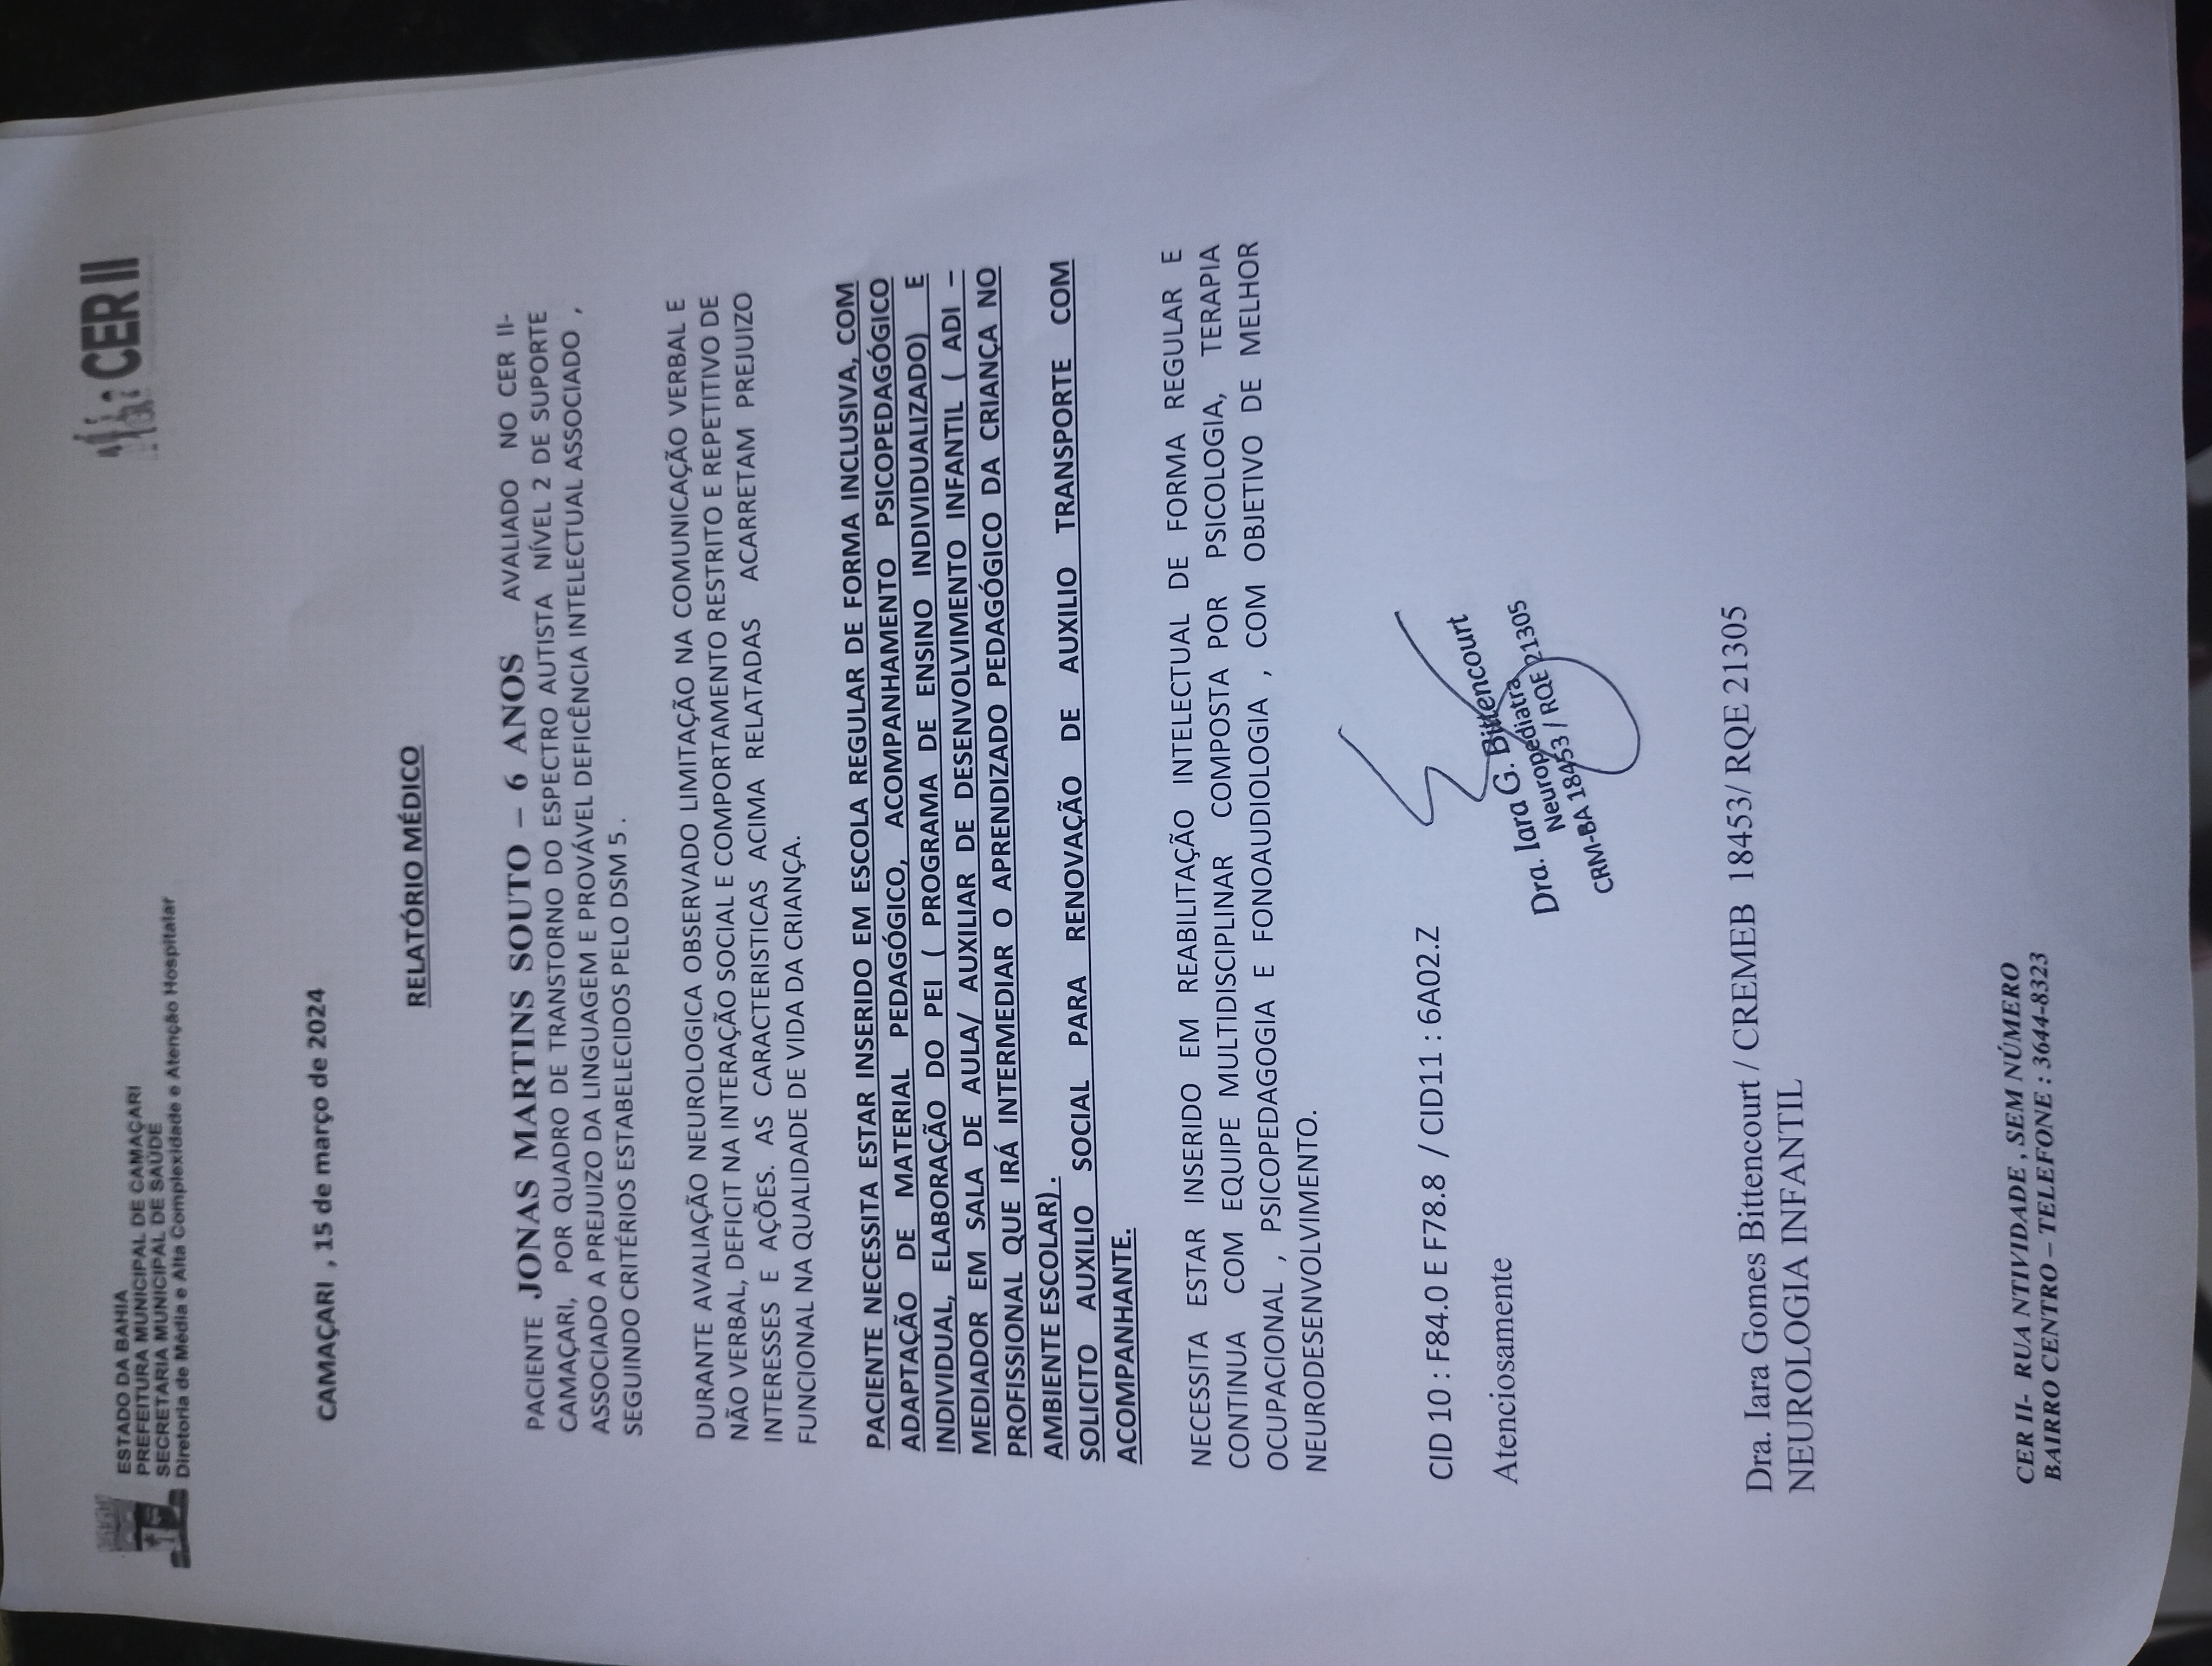 ESTADO DA BAHIA
PREFEITURA MUNICIPAL DE CAMAÇARI
SECRETARIA MUNICIPAL DE SAÚDE
Diretoria de Média e Alta Complexidade e Atenção Hospitalar
CER II
CAMAÇARI , 15 de março de 2024
RELATÓRIO MÉDICO
PACIENTE JONAS MARTINS SOUTO – 6 ANOS AVALIADO NO CER II-
CAMAÇARI, POR QUADRO DE TRANSTORNO DO ESPECTRO AUTISTA NÍVEL 2 DE SUPORTE
ASSOCIADO A PREJUIZO DA LINGUAGEM E PROVÁVEL DEFICÊNCIA INTELECTUAL ASSOCIADO ,
SEGUINDO CRITÉRIOS ESTABELECIDOS PELO DSM 5 .
DURANTE AVALIAÇÃO NEUROLOGICA OBSERVADO LIMITAÇÃO NA COMUNICAÇÃO VERBAL E
NÃO VERBAL, DEFICIT NA INTERAÇÃO SOCIAL E COMPORTAMENTO RESTRITO E REPETITIVO DE
INTERESSES E AÇÕES. AS CARACTERISTICAS ACIMA RELATADAS ACARRETAM PREJUIZO
FUNCIONAL NA QUALIDADE DE VIDA DA CRIANÇA.
PACIENTE NECESSITA ESTAR INSERIDO EM ESCOLA REGULAR DE FORMA INCLUSIVA, COM
ADAPTAÇÃO DE MATERIAL PEDAGÓGICO, ACOMPANHAMENTO PSICOPEDAGÓGICO
INDIVIDUAL, ELABORAÇÃO DO PEI ( PROGRAMA DE ENSINO INDIVIDUALIZADO) E
MEDIADOR EM SALA DE AULA/ AUXILIAR DE DESENVOLVIMENTO INFANTIL ( ADI –
PROFISSIONAL QUE IRÁ INTERMEDIAR O APRENDIZADO PEDAGÓGICO DA CRIANÇA NO
AMBIENTE ESCOLAR) .
SOLICITO AUXILIO SOCIAL PARA RENOVAÇÃO DE AUXILIO TRANSPORTE COM
ACOMPANHANTE.
NECESSITA ESTAR INSERIDO EM REABILITAÇÃO INTELECTUAL DE FORMA REGULAR E
CONTINUA COM EQUIPE MULTIDISCIPLINAR COMPOSTA POR PSICOLOGIA, TERAPIA
OCUPACIONAL , PSICOPEDAGOGIA E FONOAUDIOLOGIA , COM OBJETIVO DE MELHOR
NEURODESENVOLVIMENTO.
CID 10 : F84.0 E F78.8 / CID11 : 6A02.Z
Atenciosamente
Dra. Iara G. Bittencourt
Neuropediatra
CRM-BA 18453 / RQE 21305
Dra. Iara Gomes Bittencourt / CREMEB 18453/ RQE 21305
NEUROLOGIA INFANTIL
CER II- RUA NTIVIDADE , SEM NÚMERO
BAIRRO CENTRO – TELEFONE : 3644-8323